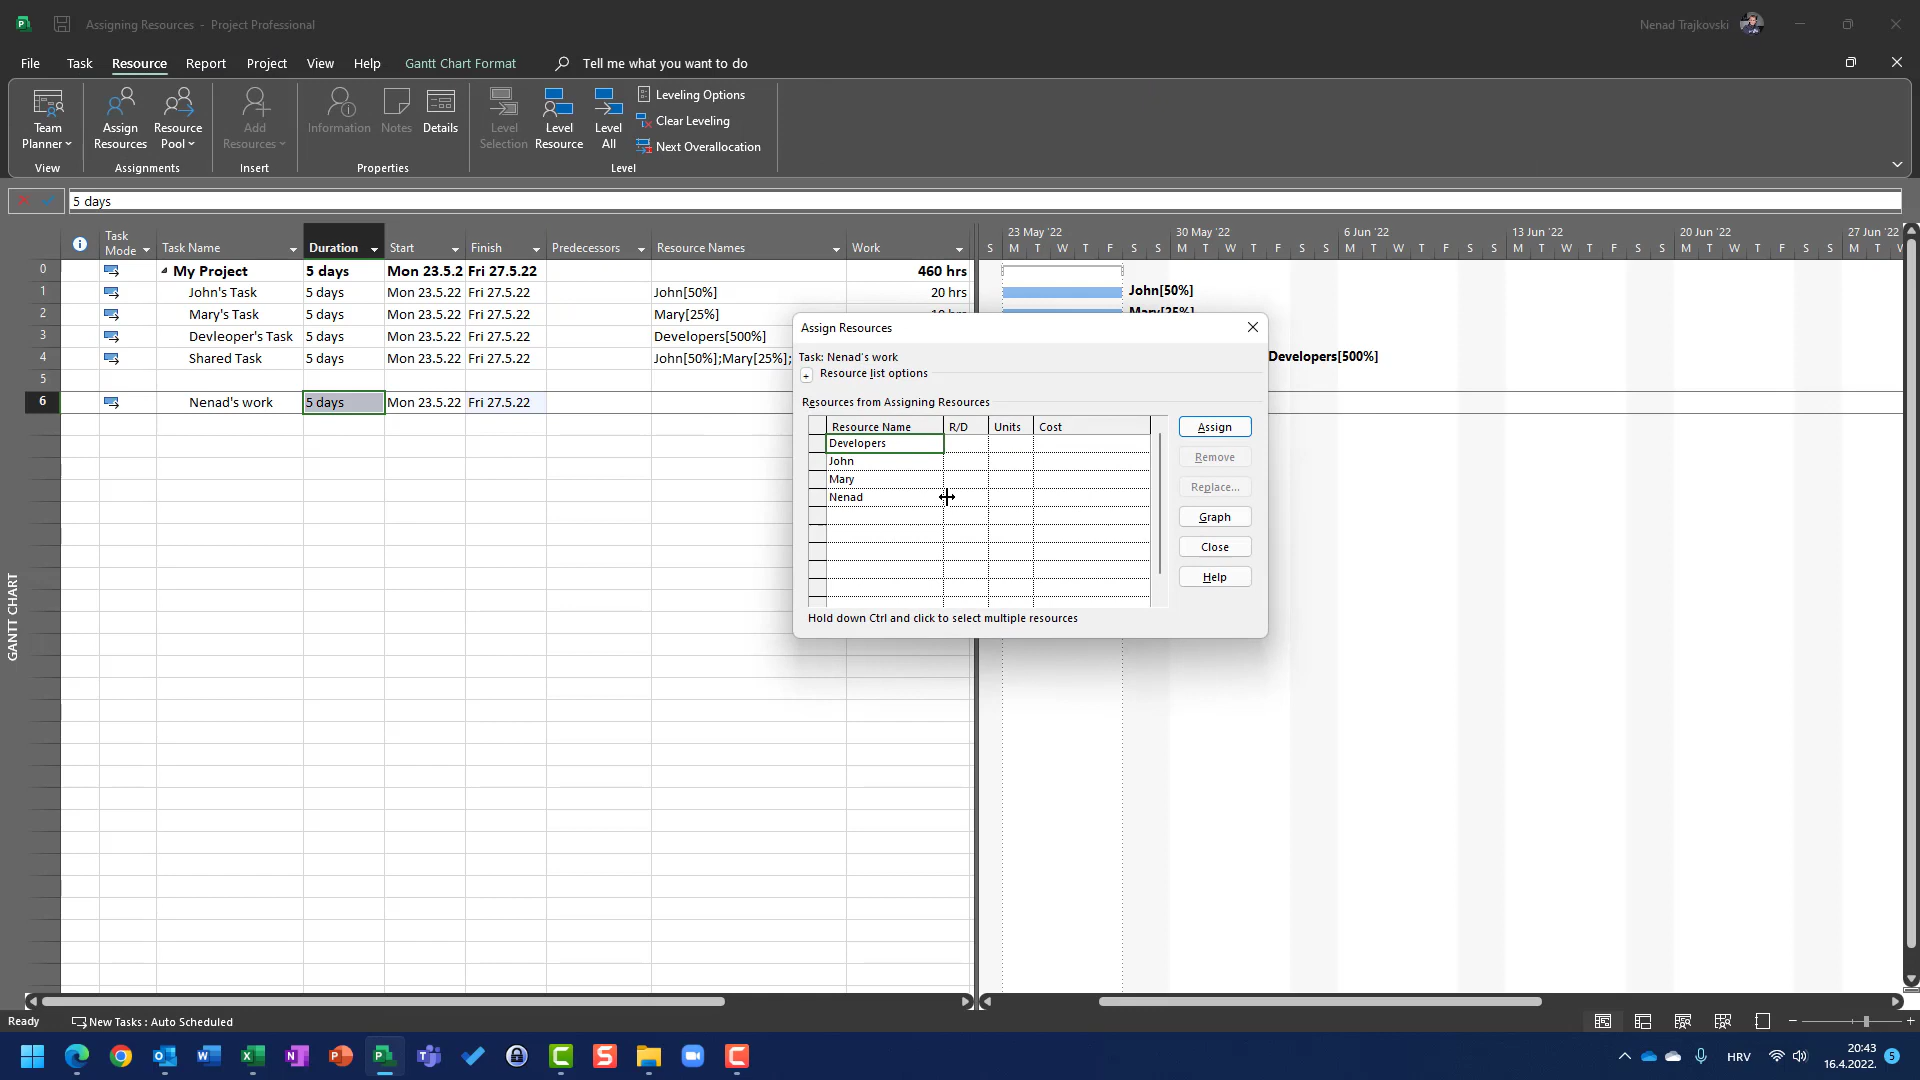 Assigning Resources - Project Professional
Nenad Trajkovski
File Task Resource Report Project View Help Gantt Chart Format Tell me what you want to do
Team Planner
Assign Resources
Resource Pool
Add Resources
Information
Notes
Details
Level Selection
Level Resource
Level All
Leveling Options
Clear Leveling
Next Overallocation
View Assignments Insert Properties Level
5 days
Task Mode Task Name Duration Start Finish Predecessors Resource Names Work
S 23 May '22 30 May '22 6 Jun '22 13 Jun '22 20 Jun '22 27 Jun '22
S M T W T F S S M T W T F S S M T W T F S S M T W T F S S M T W T F S S M T W
0 My Project 5 days Mon 23.5.2 Fri 27.5.22 460 hrs
1 John's Task 5 days Mon 23.5.22 Fri 27.5.22 John[50%] 20 hrs John[50%]
2 Mary's Task 5 days Mon 23.5.22 Fri 27.5.22 Mary[25%]
3 Devleoper's Task 5 days Mon 23.5.22 Fri 27.5.22 Developers[500%]
4 Shared Task 5 days Mon 23.5.22 Fri 27.5.22 John[50%];Mary[25%]; Developers[500%]
5
6 Nenad's work 5 days Mon 23.5.22 Fri 27.5.22
Assign Resources
Task: Nenad's work
+ Resource list options
Resources from Assigning Resources
Resource Name R/D Units Cost
Developers
John
Mary
Nenad
Assign
Remove
Replace...
Graph
Close
Help
Hold down Ctrl and click to select multiple resources
GANTT CHART
Ready New Tasks : Auto Scheduled
HRV
20:43
16.4.2022.
5